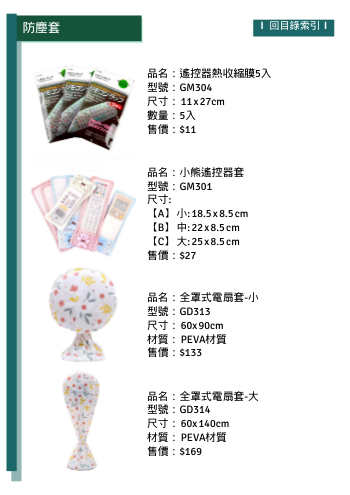 防塵套
回目錄索引
品名：遙控器熱收縮膜5入
型號：GM304
尺寸： 11x27cm
數量：5入
售價：$11
品名：小熊遙控器套
型號：GM301
尺寸:
【A】小:18.5x8.5cm
【B】中:22x8.5cm
【C】大:25x8.5cm
售價：$27
品名：全罩式電扇套-小
型號：GD313
尺寸： 60x90cm
材質： PEVA材質
售價：$133
品名：全罩式電扇套-大
型號：GD314
尺寸： 60x140cm
材質： PEVA材質
售價：$169